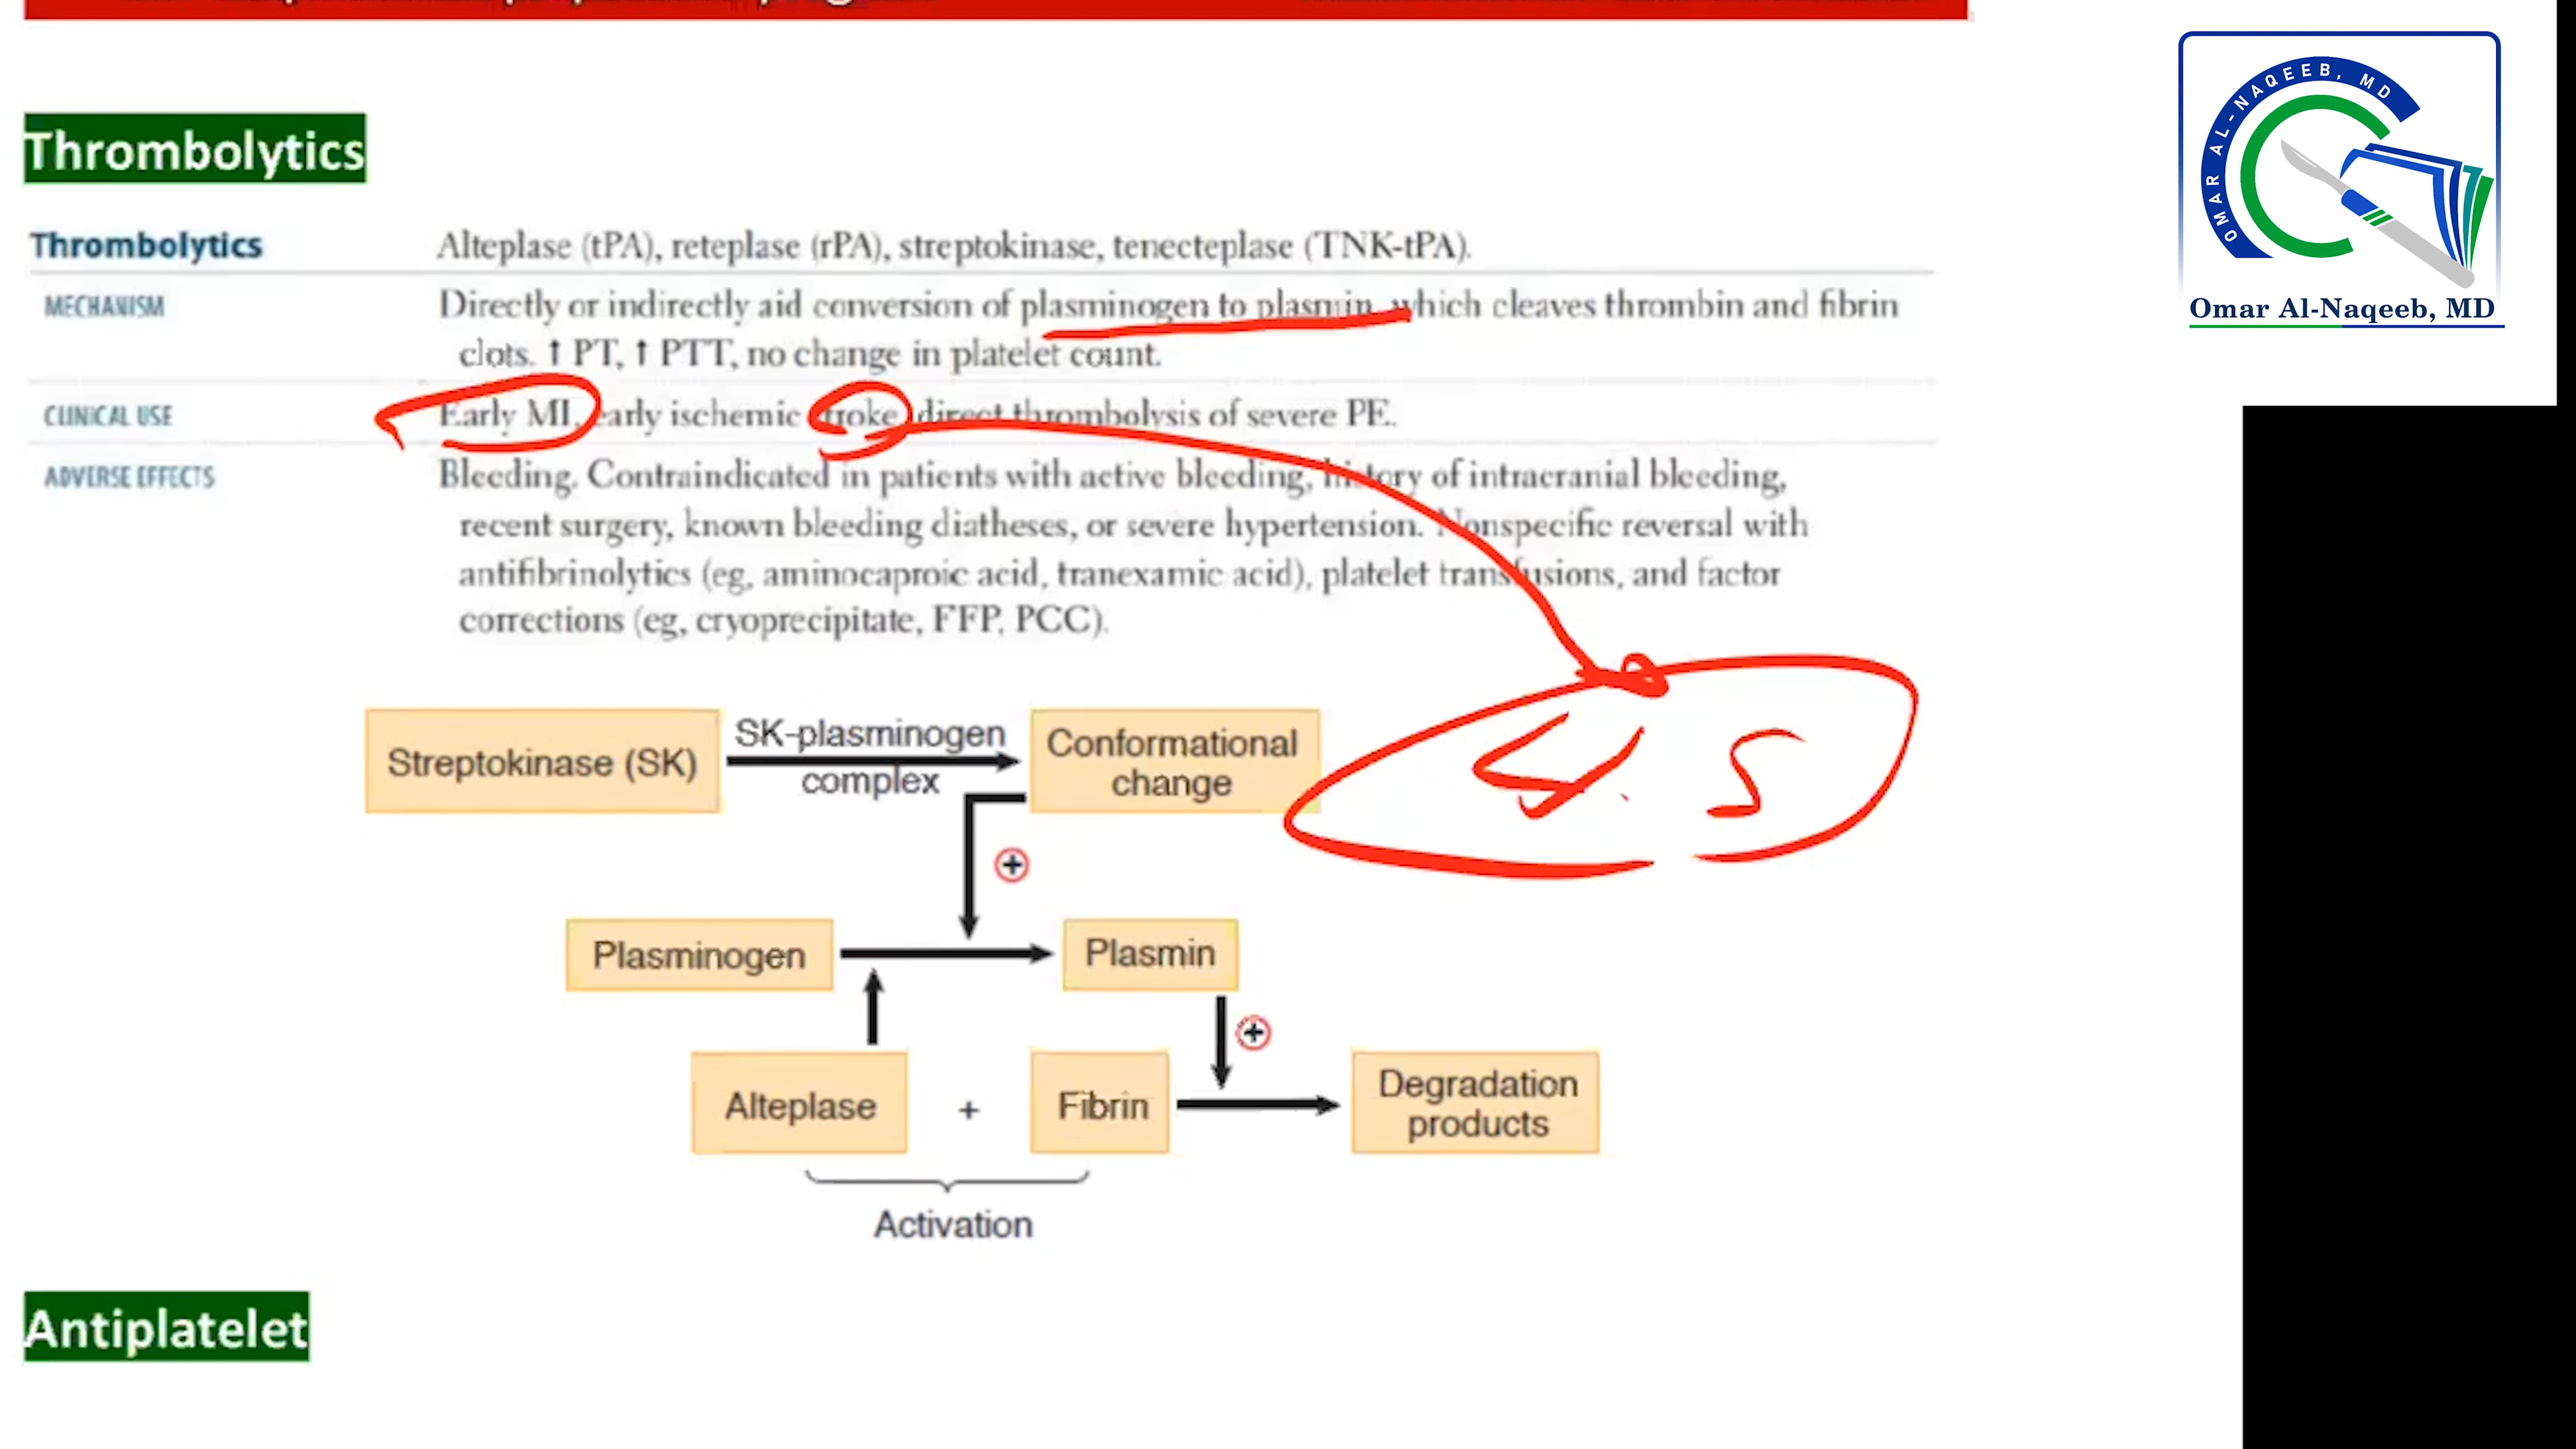 Thrombolytics
OMAR AL-NAQEEB, MD
Omar Al-Naqeeb, MD
Thrombolytics Alteplase (tPA), reteplase (rPA), streptokinase, tenecteplase (TNK-tPA).
MECHANISM Directly or indirectly aid conversion of plasminogen to plasmin, which cleaves thrombin and fibrin
clots. ↑ PT, ↑ PTT, no change in platelet count.
CLINICAL USE Early MI, early ischemic stroke, direct thrombolysis of severe PE.
ADVERSE EFFECTS Bleeding. Contraindicated in patients with active bleeding, history of intracranial bleeding,
recent surgery, known bleeding diatheses, or severe hypertension. Nonspecific reversal with
antifibrinolytics (eg, aminocaproic acid, tranexamic acid), platelet transfusions, and factor
corrections (eg, cryoprecipitate, FFP, PCC).
Streptokinase (SK)
SK-plasminogen
complex
Conformational
change
Plasminogen
Plasmin
Alteplase + Fibrin
Degradation
products
Activation
Antiplatelet